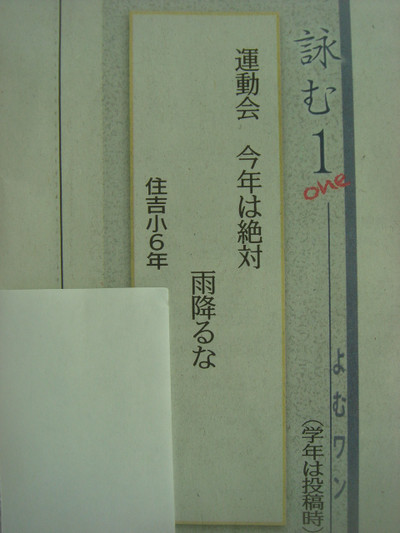 詠む1
one
よむワン
(学年は投稿時)
運動会　今年は絶対
雨降るな
住吉小6年